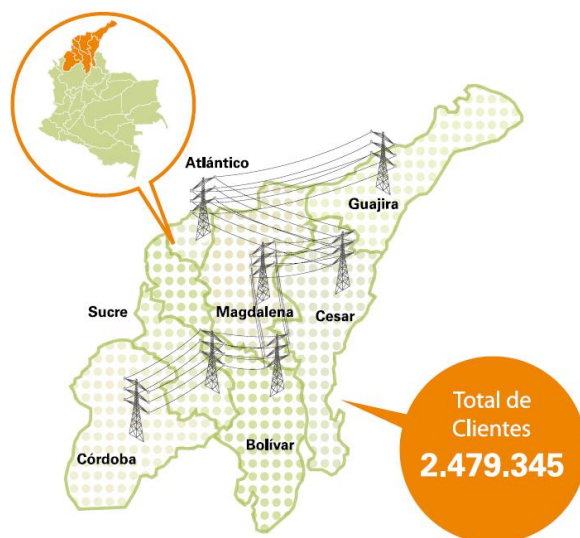 Atlántico
Guajira
Sucre
Magdalena
Cesar
Córdoba
Bolívar
Total de
Clientes
2.479.345